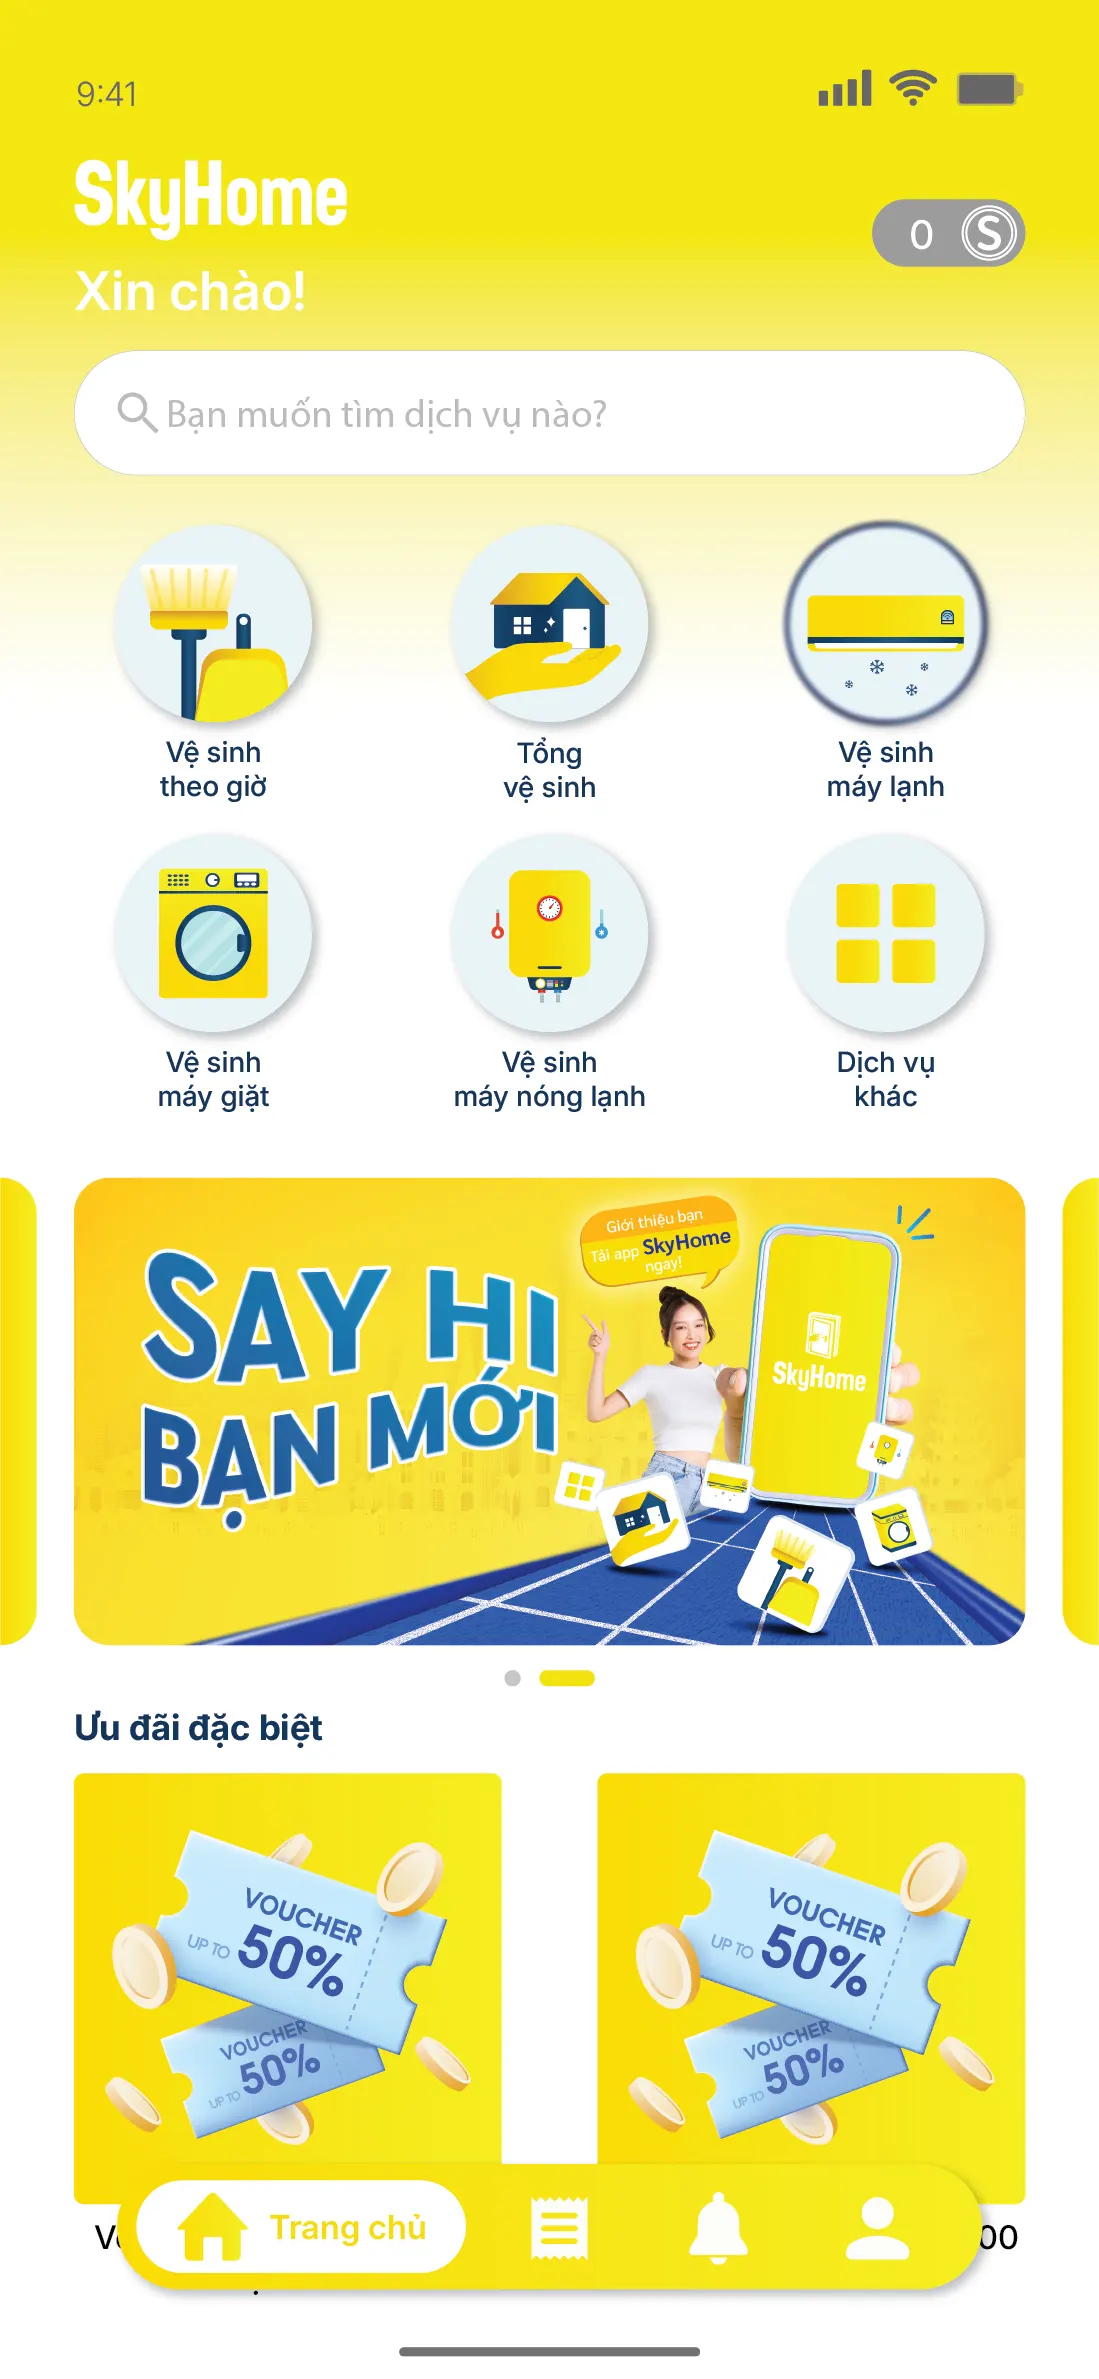 9:41
SkyHome
0 S
Xin chào!
Bạn muốn tìm dịch vụ nào?
Vệ sinh
theo giờ
Tổng
vệ sinh
Vệ sinh
máy lạnh
Vệ sinh
máy giặt
Vệ sinh
máy nóng lạnh
Dịch vụ
khác
SAY HI
BẠN MỚI
Giới thiệu bạn
Tải app SkyHome
ngay!
SkyHome
Ưu đãi đặc biệt
VOUCHER
UP TO 50%
VOUCHER
UP TO 50%
VOUCHER
UP TO 50%
VOUCHER
UP TO 50%
Trang chủ
00